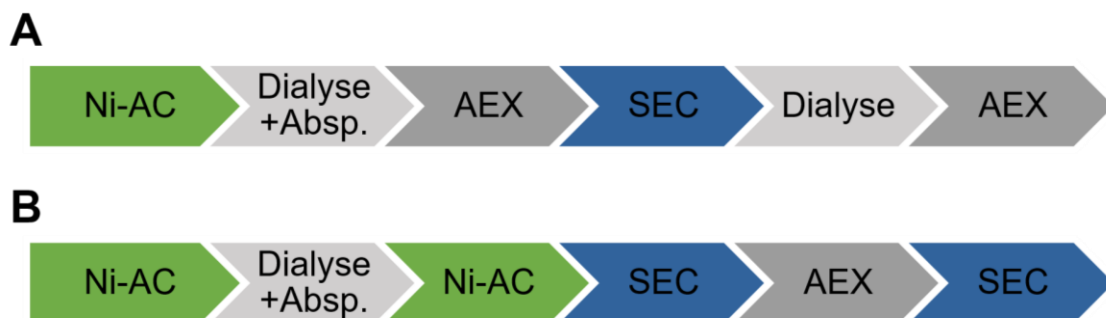 A
Ni-AC
Dialyse
+Absp.
AEX
SEC
Dialyse
AEX
B
Ni-AC
Dialyse
+Absp.
Ni-AC
SEC
AEX
SEC